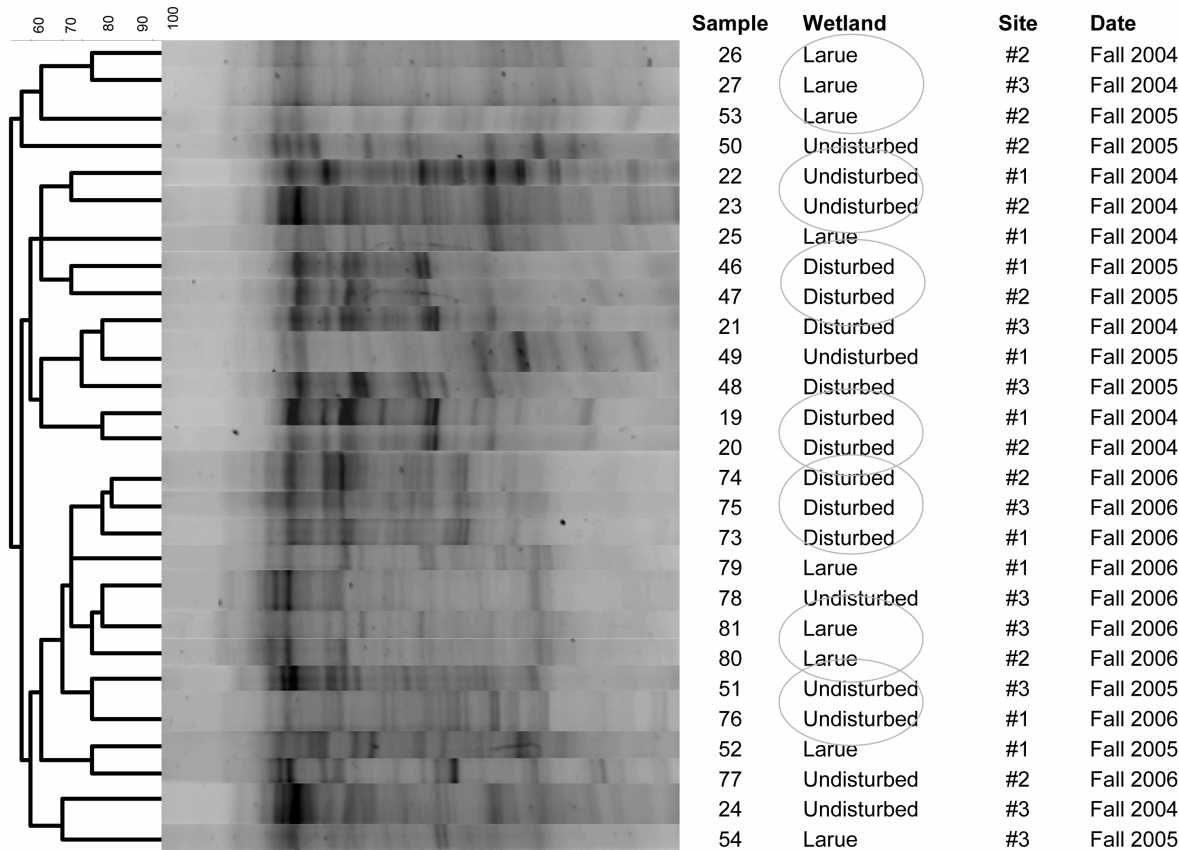 60 70 80 90 100
Sample Wetland Site Date
26 Larue #2 Fall 2004
27 Larue #3 Fall 2004
53 Larue #2 Fall 2005
50 Undisturbed #2 Fall 2005
22 Undisturbed #1 Fall 2004
23 Undisturbed #2 Fall 2004
25 Larue #1 Fall 2004
46 Disturbed #1 Fall 2005
47 Disturbed #2 Fall 2005
21 Disturbed #3 Fall 2004
49 Undisturbed #1 Fall 2005
48 Disturbed #3 Fall 2005
19 Disturbed #1 Fall 2004
20 Disturbed #2 Fall 2004
74 Disturbed #2 Fall 2006
75 Disturbed #3 Fall 2006
73 Disturbed #1 Fall 2006
79 Larue #1 Fall 2006
78 Undisturbed #3 Fall 2006
81 Larue #3 Fall 2006
80 Larue #2 Fall 2006
51 Undisturbed #3 Fall 2005
76 Undisturbed #1 Fall 2006
52 Larue #1 Fall 2005
77 Undisturbed #2 Fall 2006
24 Undisturbed #3 Fall 2004
54 Larue #3 Fall 2005